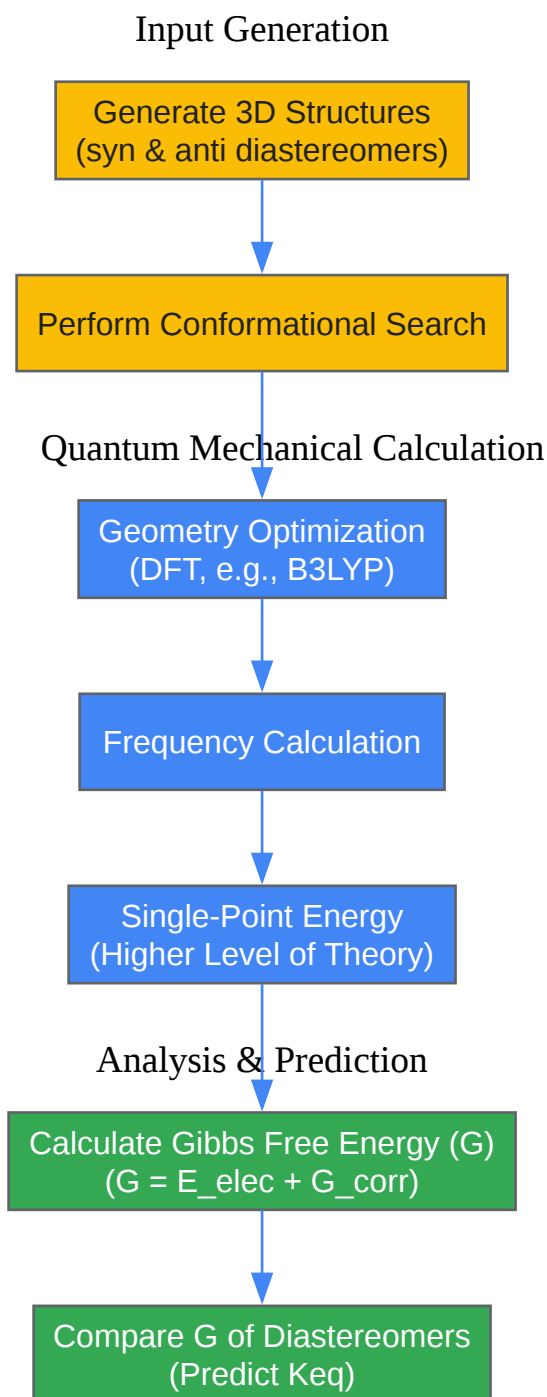 Input Generation
Generate 3D Structures
(syn & anti diastereomers)
Perform Conformational Search
Quantum Mechanical Calculation
Geometry Optimization
(DFT, e.g., B3LYP)
Frequency Calculation
Single-Point Energy
(Higher Level of Theory)
Analysis & Prediction
Calculate Gibbs Free Energy (G)
(G = E_elec + G_corr)
Compare G of Diastereomers
(Predict Keq)